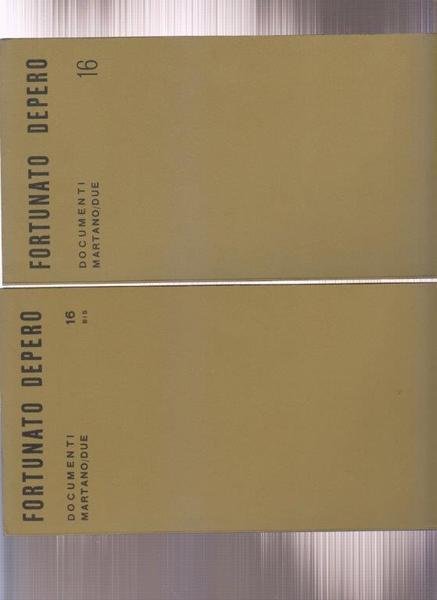 FORTUNATO DEPERO
16
DOCUMENTI
MARTANO/DUE
FORTUNATO DEPERO
16
BIS
DOCUMENTI
MARTANO/DUE